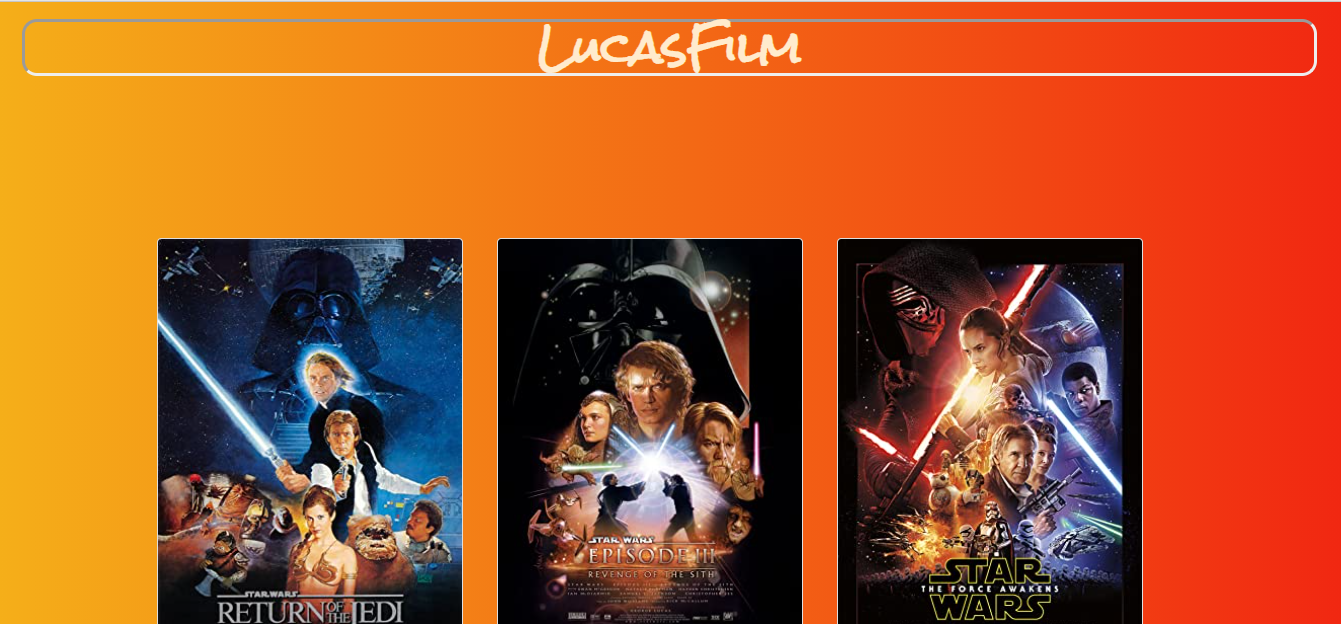 LucasFilm
STAR WARS
RETURN OF THE JEDI
STAR WARS
EPISODE III
REVENGE OF THE SITH
STAR
THE FORCE AWAKENS
WARS